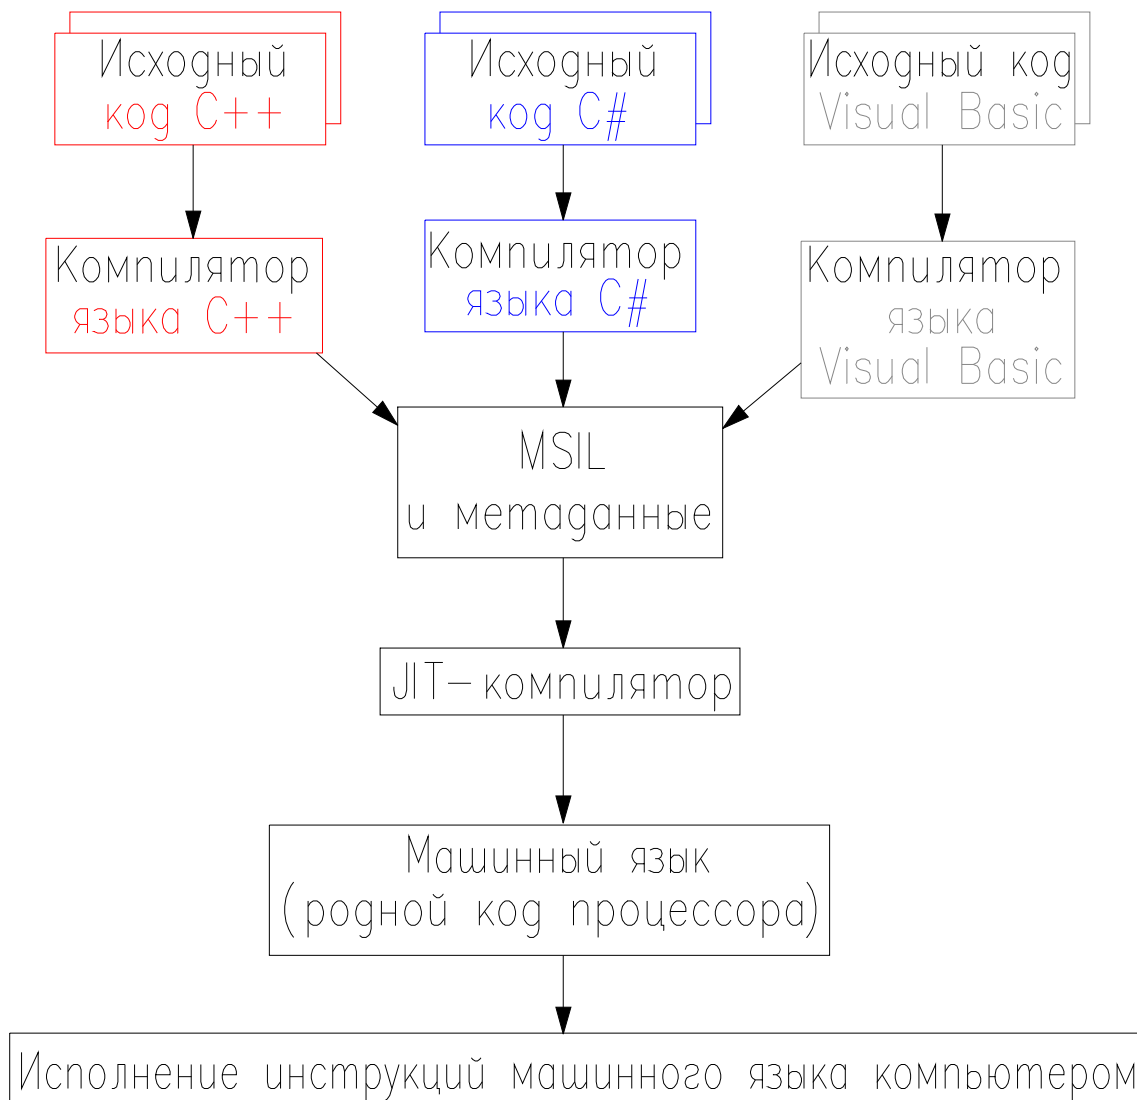 Исходный
код C++
Исходный
код C#
Исходный код
Visual Basic
Компилятор
языка C++
Компилятор
языка C#
Компилятор
языка
Visual Basic
MSIL
и метаданные
JIT-компилятор
Машинный язык
(родной код процессора)
Исполнение инструкций машинного языка компьютером